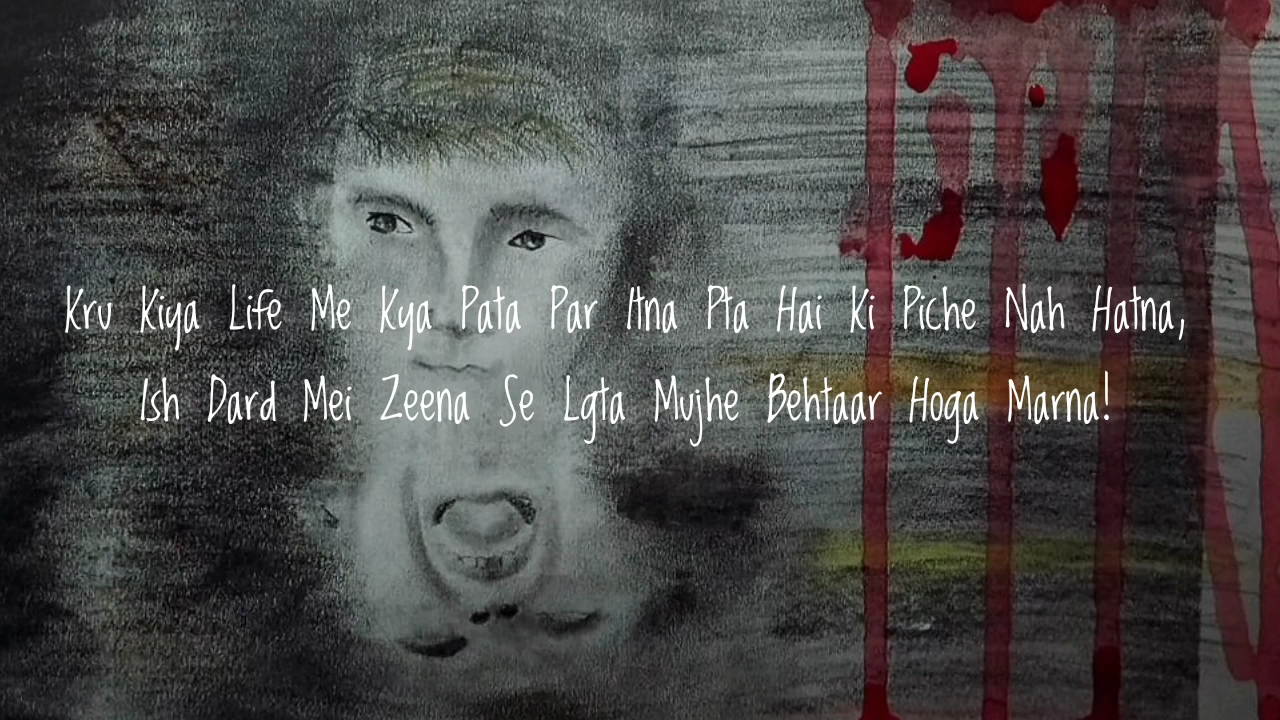 Kru Kiya Life Me Kya Pata Par Itna Pta Hai Ki Piche Nah Hatna,
Ish Dard Mei Zeena Se Lgta Mujhe Behtaar Hoga Marna!